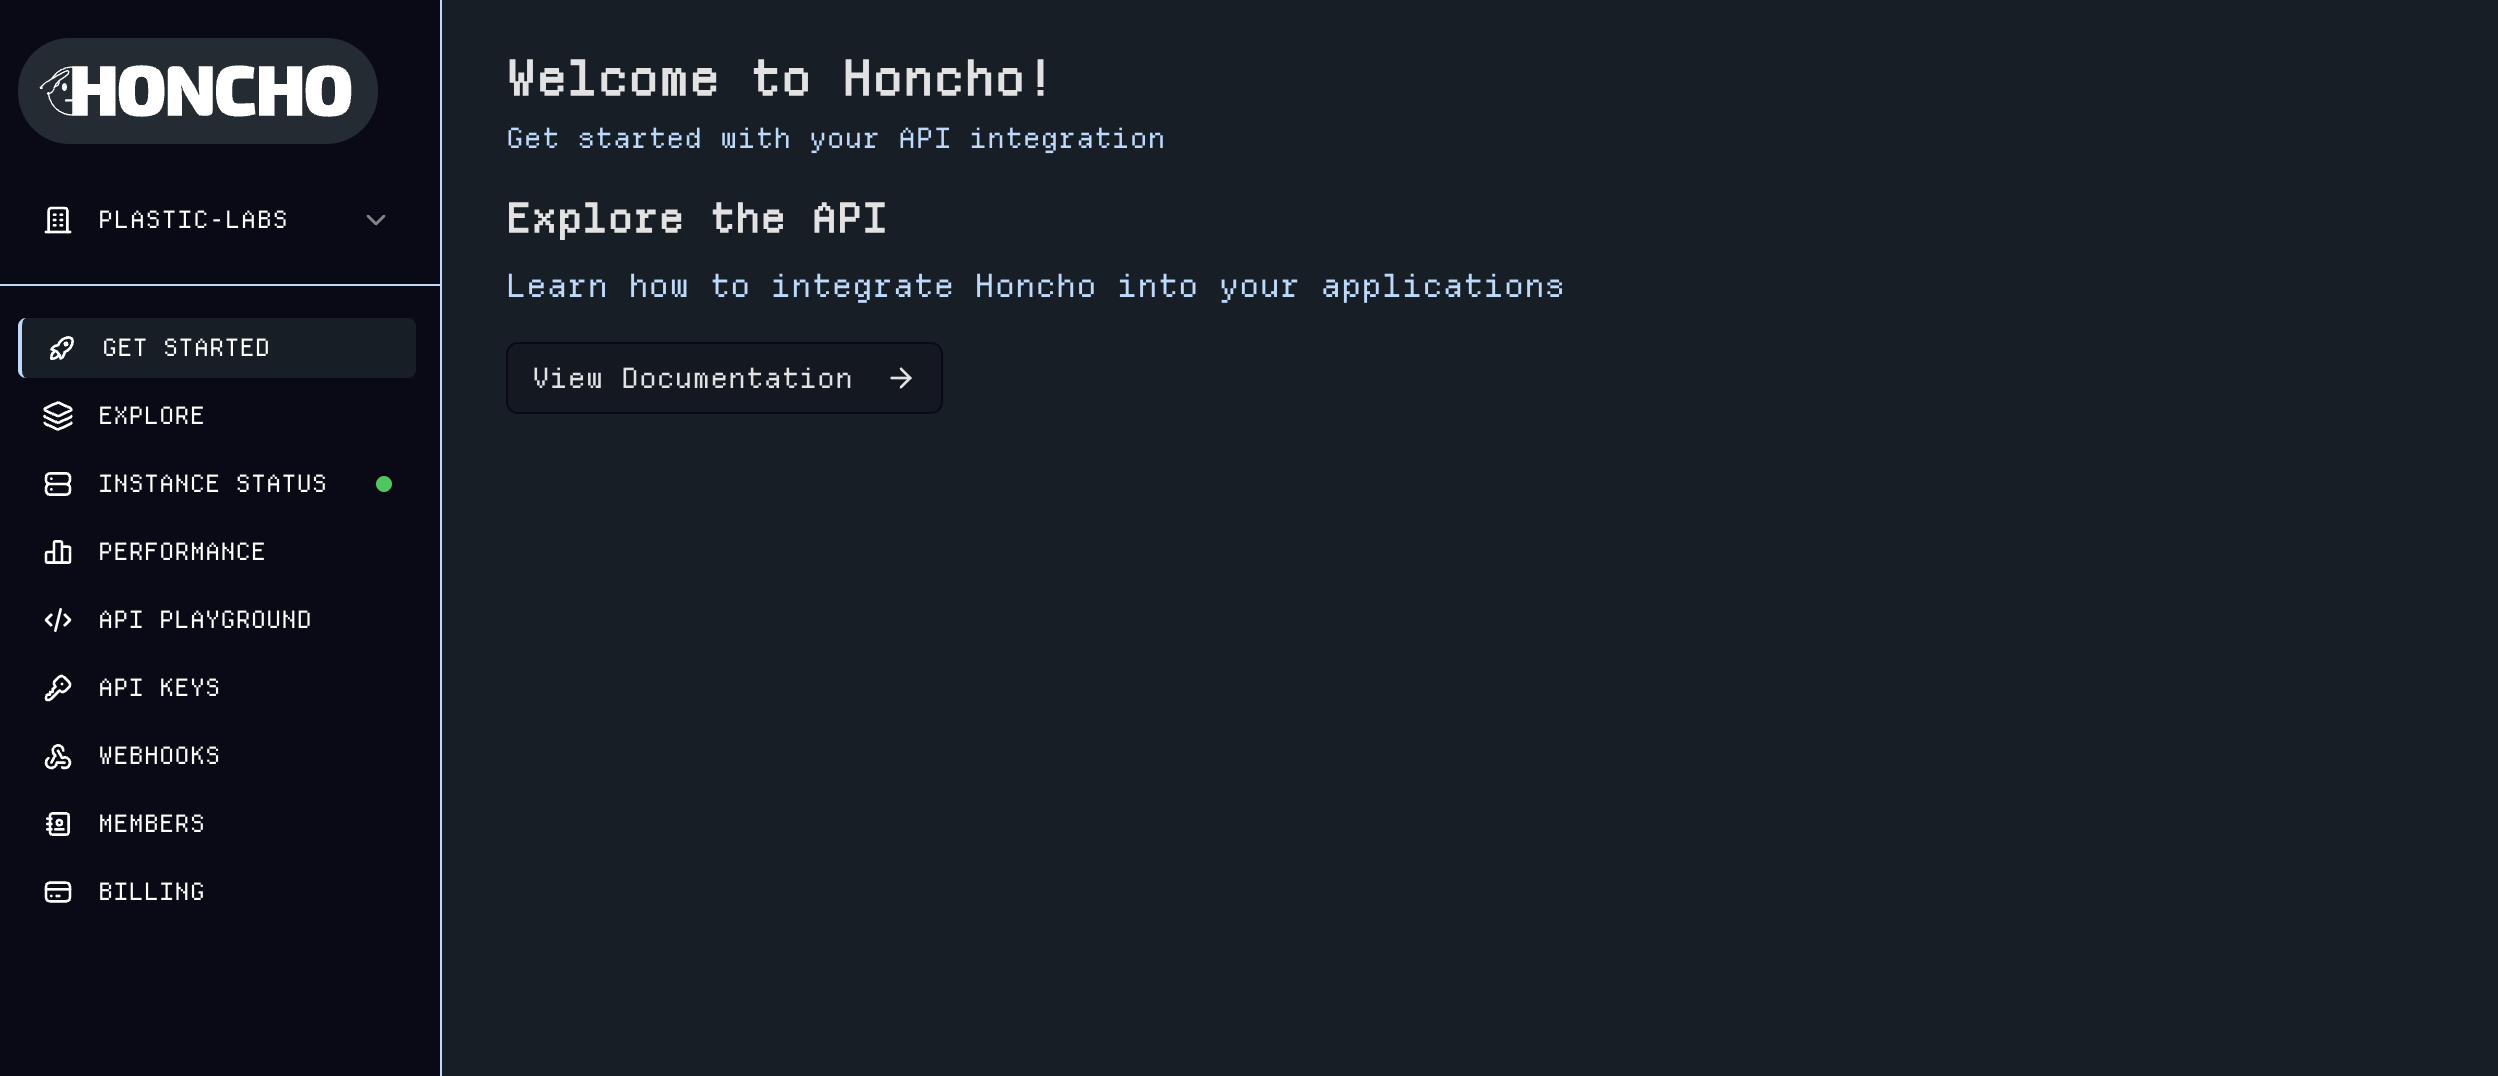 HONCHO
PLASTIC-LABS
GET STARTED
EXPLORE
INSTANCE STATUS
PERFORMANCE
API PLAYGROUND
API KEYS
WEBHOOKS
MEMBERS
BILLING
Welcome to Honcho!
Get started with your API integration
Explore the API
Learn how to integrate Honcho into your applications
View Documentation